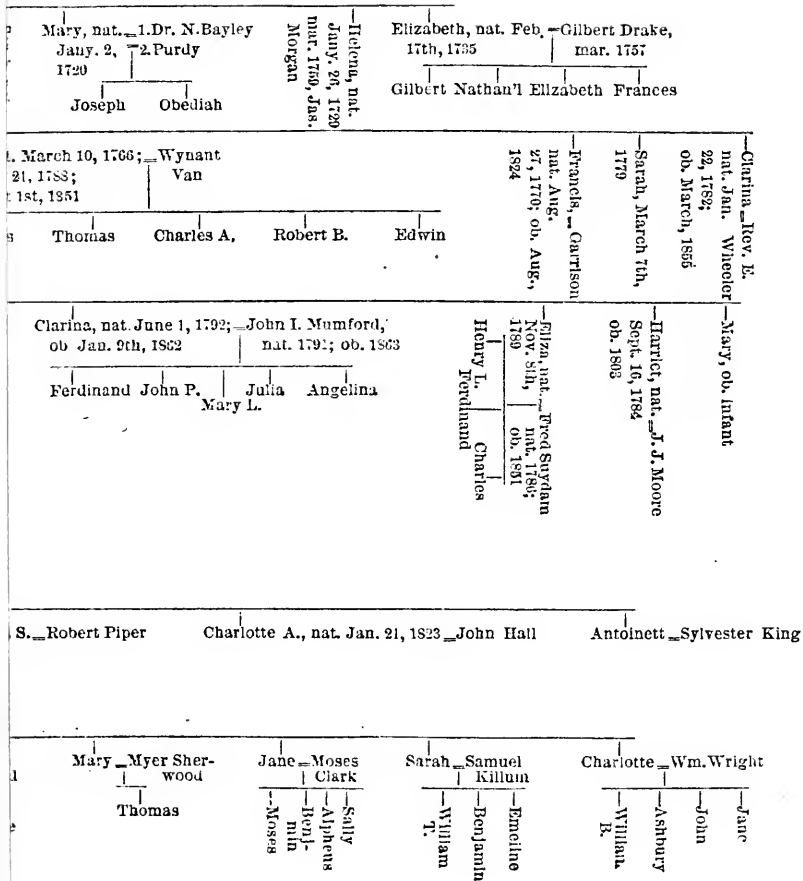 Mary, nat. 1. Dr. N. Bayley
Jany. 2, 2. Purdy
1720
Joseph Obediah
Helena, nat.
Jany. 26, 1729
mar. 1750, Jas.
Morgan
Elizabeth, nat. Feb. Gilbert Drake,
17th, 1735 mar. 1757
Gilbert Nathan'l Elizabeth Frances
t. March 10, 1766; Wynant
21, 1788; Van
t 1st, 1851
s Thomas Charles A, Robert B. Edwin
Francis, Garrison
nat. Aug.
27, 1770; ob. Aug.,
1824
Sarah, March 7th,
1779
Clarina Rev. E.
nat. Jan. Wheeler
22, 1782;
ob. March, 1855
Clarina, nat. June 1, 1792; John I. Mumford,
ob Jan. 9th, 1862 nat. 1791; ob. 1863
Ferdinand John P. Julia Angelina
Mary L.
Eliza, nat. Fred Suydam
Nov. 8th, nat. 1786;
1789 ob. 1851
Henry L. Charles
Ferdinand
Harriet, nat. J. J. Moore
Sept. 16, 1784
ob. 1803
Mary, ob. infant
S. Robert Piper Charlotte A., nat. Jan. 21, 1823 John Hall Antoinett Sylvester King
d Mary Myer Sher-
wood
e Thomas
Jane Moses
Clark
Moses
Benj-
min
Alpheus
Sally
Sarah Samuel
Killum
William
T.
Benjamin
Emeline
Charlotte Wm. Wright
William
B.
Ashbury
John
Jane